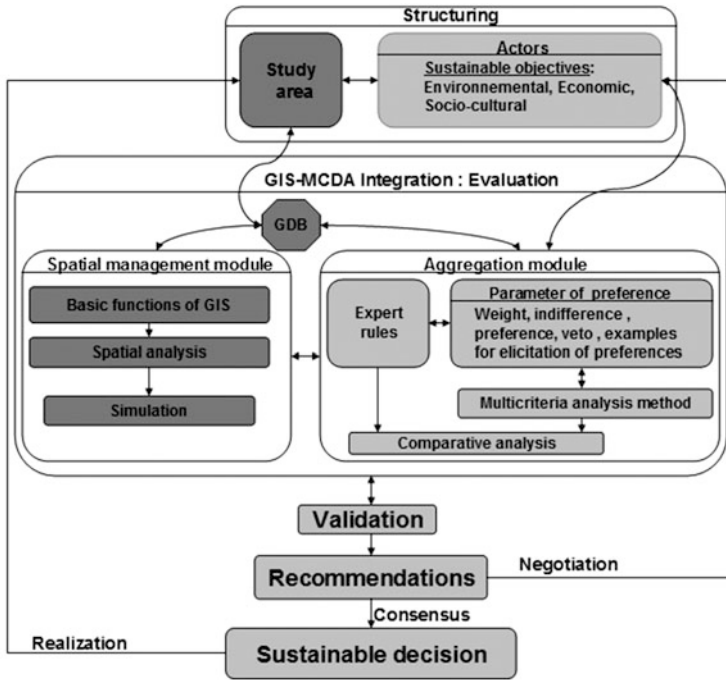 Structuring
Study
area
Actors
Sustainable objectives:
Environnemental, Economic,
Socio-cultural
GIS-MCDA Integration : Evaluation
GDB
Spatial management module
Basic functions of GIS
Spatial analysis
Simulation
Aggregation module
Expert
rules
Parameter of preference
Weight, indifference ,
preference, veto , examples
for elicitation of preferences
Multicriteria analysis method
Comparative analysis
Validation
Recommendations
Negotiation
Consensus
Realization
Sustainable decision